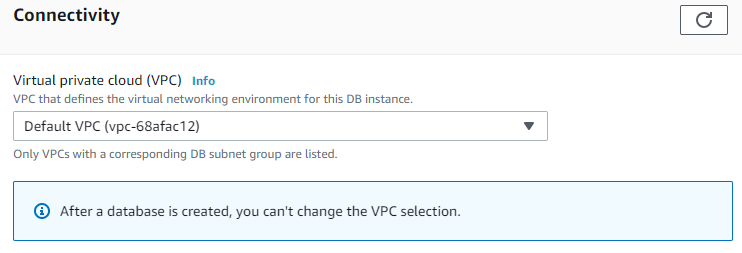 Connectivity
Virtual private cloud (VPC) Info
VPC that defines the virtual networking environment for this DB instance.
Default VPC (vpc-68afac12)
Only VPCs with a corresponding DB subnet group are listed.
After a database is created, you can't change the VPC selection.